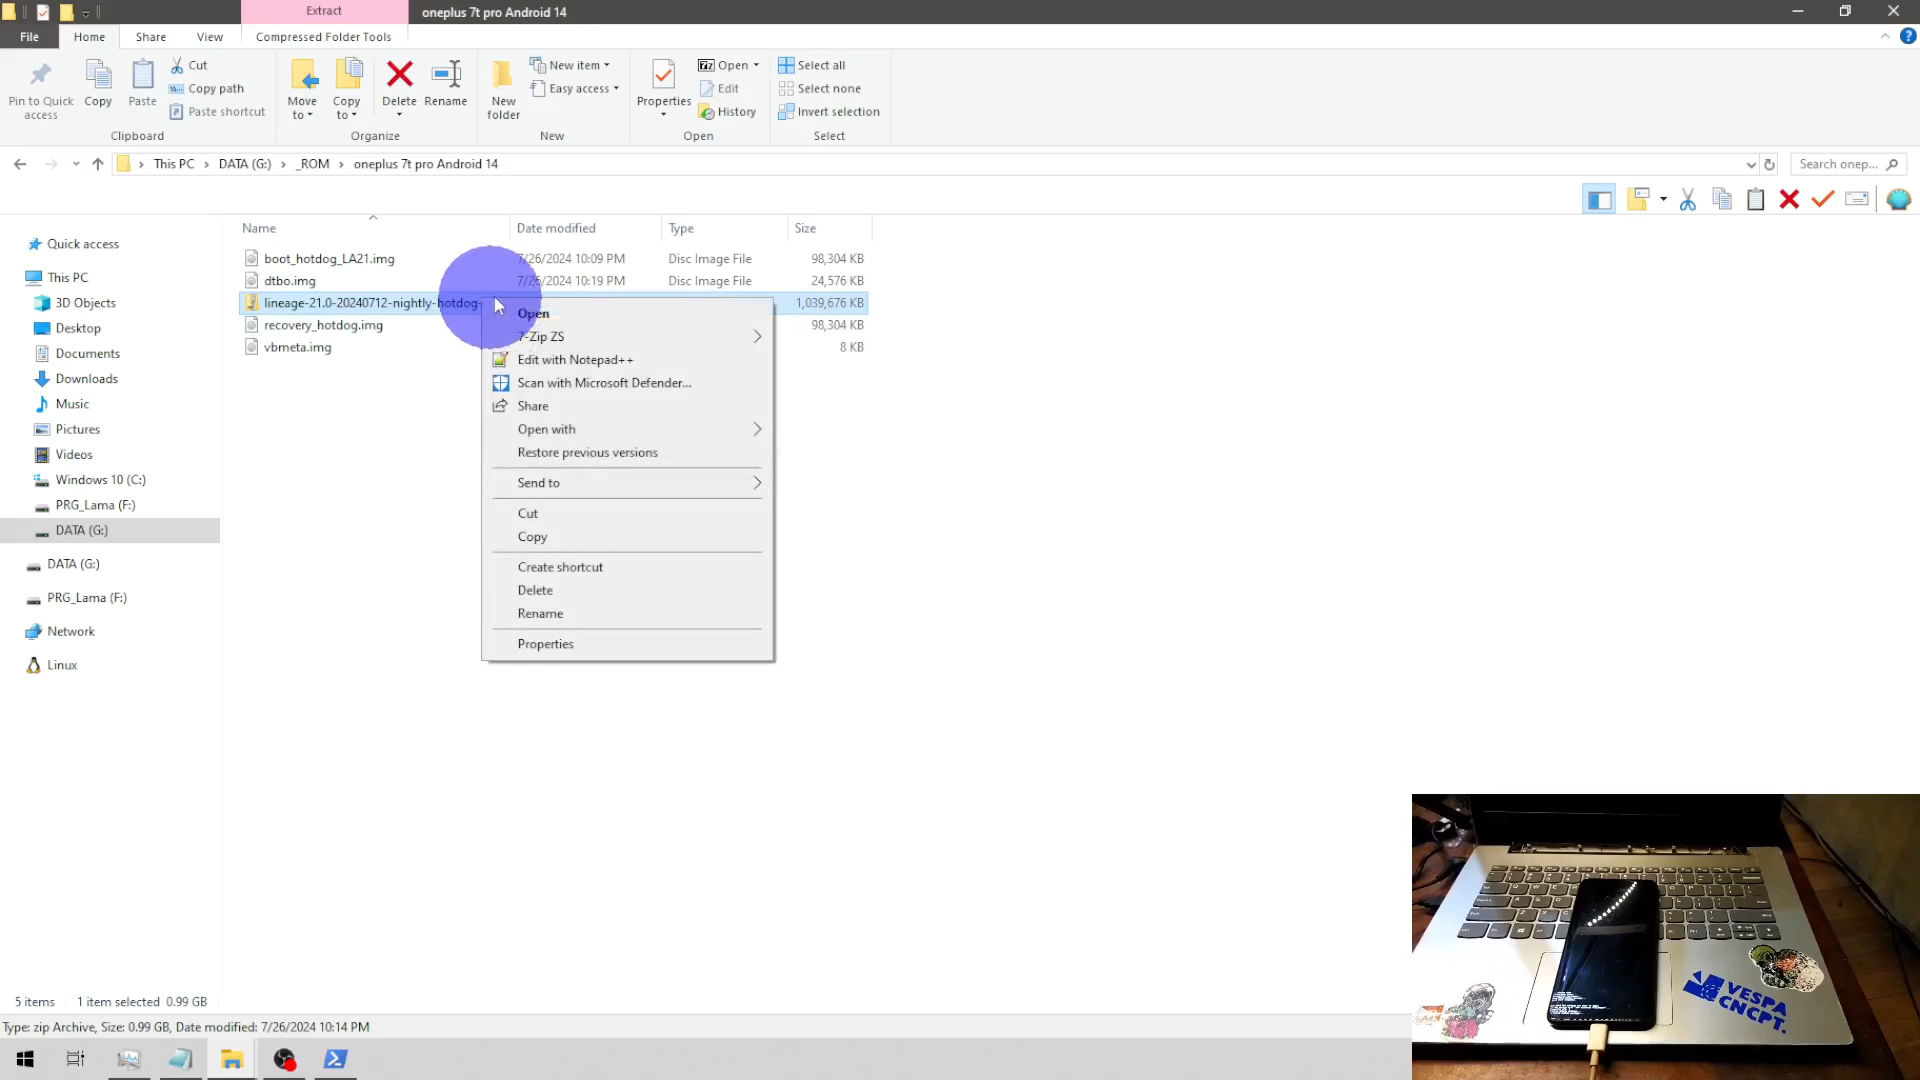 Extract
oneplus 7t pro Android 14
File
Home
Share
View
Compressed Folder Tools
Pin to Quick access
Copy
Paste
Cut
Copy path
Paste shortcut
Move to
Copy to
Delete
Rename
New folder
New item
Easy access
Properties
Open
Edit
History
Select all
Select none
Invert selection
Clipboard
Organize
New
Open
Select
This PC
DATA (G:)
_ROM
oneplus 7t pro Android 14
Search onep...
Name
Date modified
Type
Size
boot_hotdog_LA21.img
7/26/2024 10:09 PM
Disc Image File
98,304 KB
dtbo.img
7/26/2024 10:19 PM
Disc Image File
24,576 KB
lineage-21.0-20240712-nightly-hotdog-
1,039,676 KB
recovery_hotdog.img
98,304 KB
vbmeta.img
8 KB
Quick access
This PC
3D Objects
Desktop
Documents
Downloads
Music
Pictures
Videos
Windows 10 (C:)
PRG_Lama (F:)
DATA (G:)
DATA (G:)
PRG_Lama (F:)
Network
Linux
Open
7-Zip ZS
Edit with Notepad++
Scan with Microsoft Defender...
Share
Open with
Restore previous versions
Send to
Cut
Copy
Create shortcut
Delete
Rename
Properties
5 items
1 item selected 0.99 GB
Type: zip Archive, Size: 0.99 GB, Date modified: 7/26/2024 10:14 PM
VESPA
CNCPT.